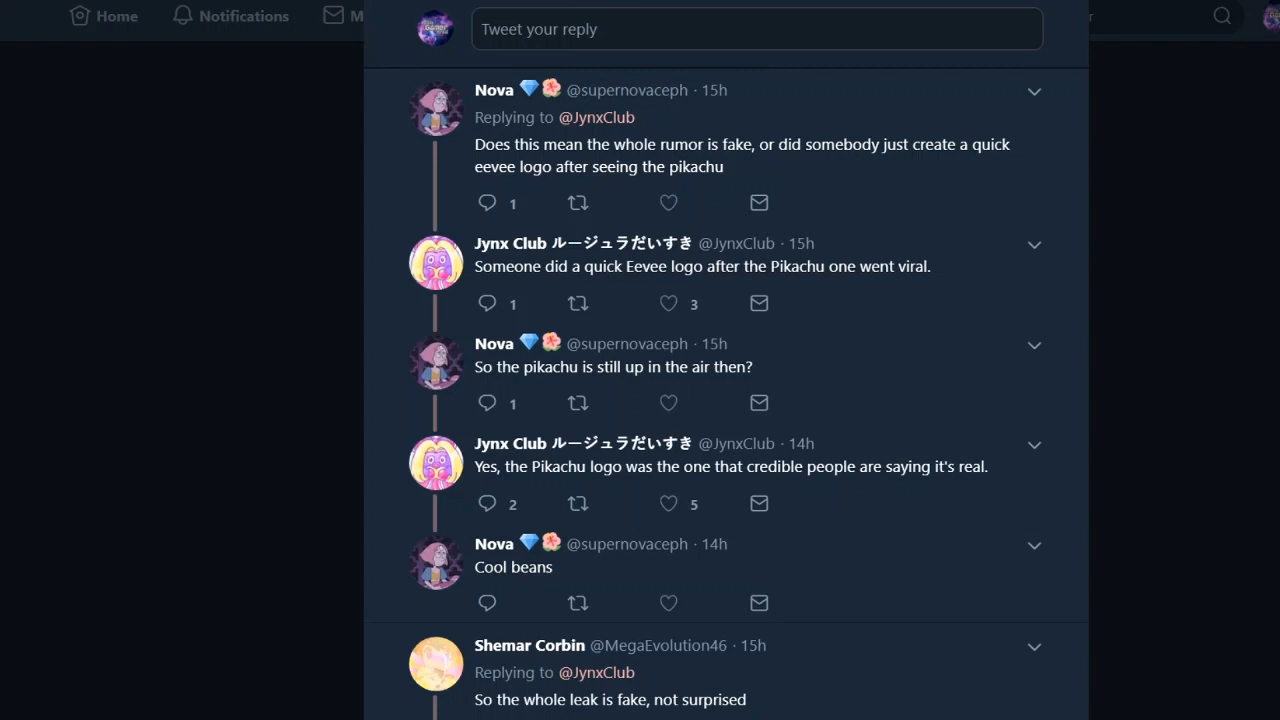 Home
Notifications
M
r
Tweet your reply
Nova 💎🌺 @supernovaceph · 15h
Replying to @JynxClub
Does this mean the whole rumor is fake, or did somebody just create a quick
eevee logo after seeing the pikachu
1
Jynx Club ルージュラだいすき @JynxClub · 15h
Someone did a quick Eevee logo after the Pikachu one went viral.
1 3
Nova 💎🌺 @supernovaceph · 15h
So the pikachu is still up in the air then?
1
Jynx Club ルージュラだいすき @JynxClub · 14h
Yes, the Pikachu logo was the one that credible people are saying it's real.
2 5
Nova 💎🌺 @supernovaceph · 14h
Cool beans
Shemar Corbin @MegaEvolution46 · 15h
Replying to @JynxClub
So the whole leak is fake, not surprised